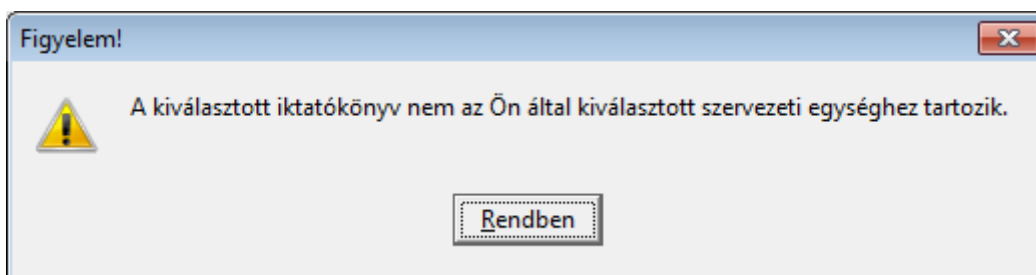 Figyelem!
A kiválasztott iktatókönyv nem az Ön által kiválasztott szervezeti egységhez tartozik.
Rendben